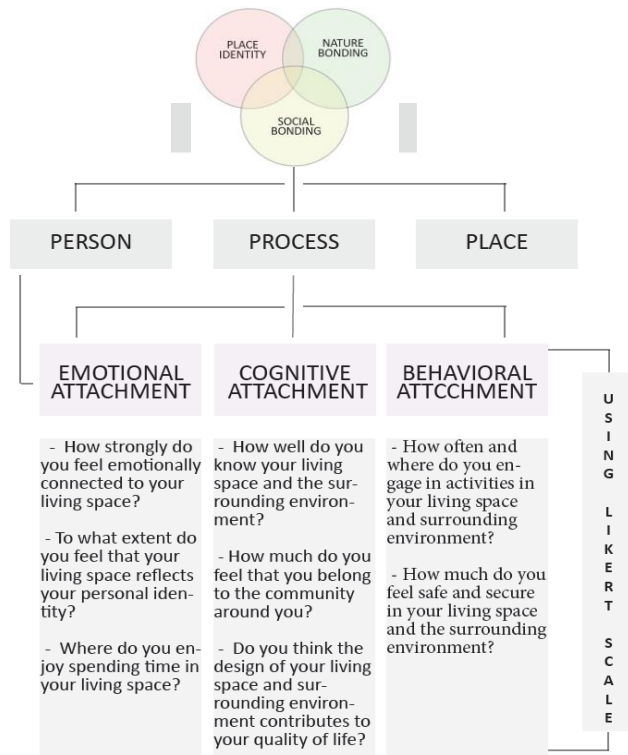 PLACE
IDENTITY
NATURE
BONDING
SOCIAL
BONDING
PERSON
PROCESS
PLACE
EMOTIONAL
ATTACHMENT
COGNITIVE
ATTACHMENT
BEHAVIORAL
ATTCCHMENT
- How strongly do
you feel emotionally
connected to your
living space?
- To what extent do
you feel that your
living space reflects
your personal iden-
tity?
- Where do you en-
joy spending time in
your living space?
- How well do you
know your living
space and the sur-
rounding environ-
ment?
- How much do you
feel that you belong
to the community
around you?
- Do you think the
design of your living
space and sur-
rounding environ-
ment contributes to
your quality of life?
- How often and
where do you en-
gage in activities in
your living space
and surrounding
environment?
- How much do you
feel safe and secure
in your living space
and the surrounding
environment?
USING LIKERT SCALE